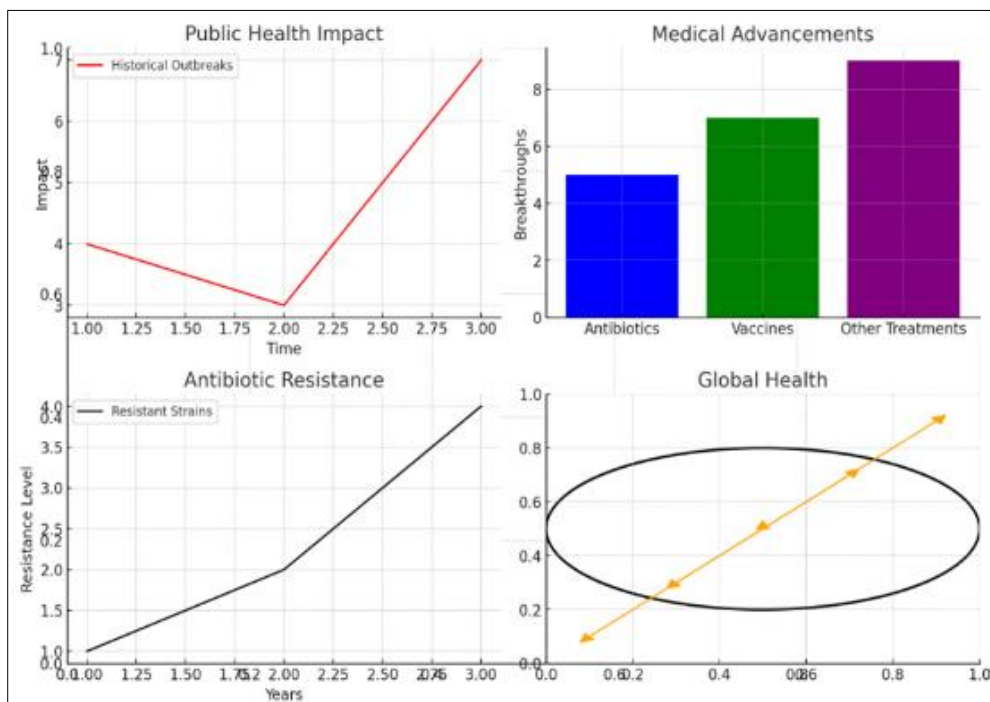 Public Health Impact
1.0
7
Historical Outbreaks
6
0.8
5
Impact
4
0.6
3
1.00 1.25 1.50 1.75 2.00 2.25 2.50 2.75 3.00
Time
Medical Advancements
8
6
4
2
0
Breakthroughs
Antibiotics Vaccines Other Treatments
Antibiotic Resistance
4.0
0.4
Resistant Strains
3.5
3.0
2.5
0.2
2.0
1.5
1.0
0.0
Resistance Level
0.0 1.00 1.25 1.50 1.75 0.2 2.00 2.25 2.50 2.75 3.00
Years
Global Health
1.0
0.8
0.6
0.4
0.2
0.0
0.0 0.2 0.4 0.6 0.8 1.0